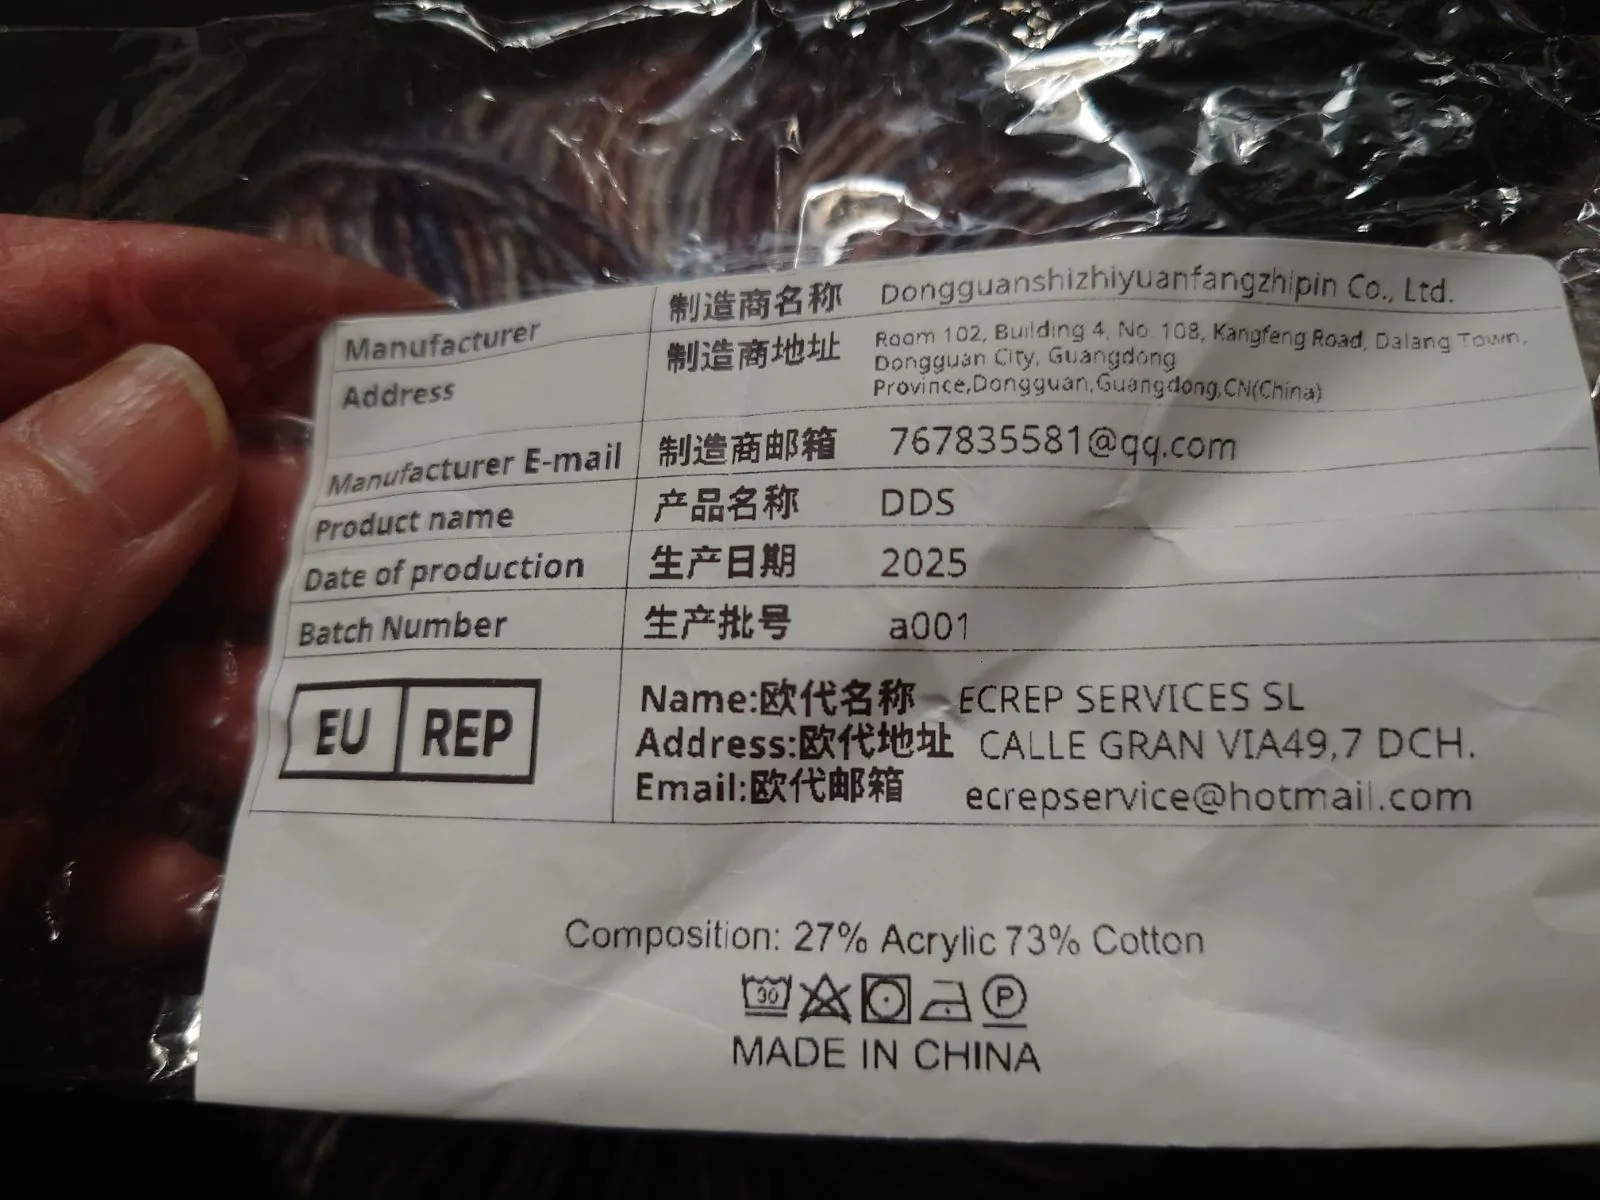 Manufacturer 制造商名称 Dongguanshizhiyuanfangzhipin Co., Ltd.
Address 制造商地址 Room 102, Building 4, No. 108, Kangfeng Road, Dalang Town,
Dongguan City, Guangdong
Province,Dongguan,Guangdong,CN(China)
Manufacturer E-mail 制造商邮箱 767835581@qq.com
Product name 产品名称 DDS
Date of production 生产日期 2025
Batch Number 生产批号 a001
EU REP
Name:欧代名称 ECREP SERVICES SL
Address:欧代地址 CALLE GRAN VIA49,7 DCH.
Email:欧代邮箱 ecrepservice@hotmail.com
Composition: 27% Acrylic 73% Cotton
30 P
MADE IN CHINA